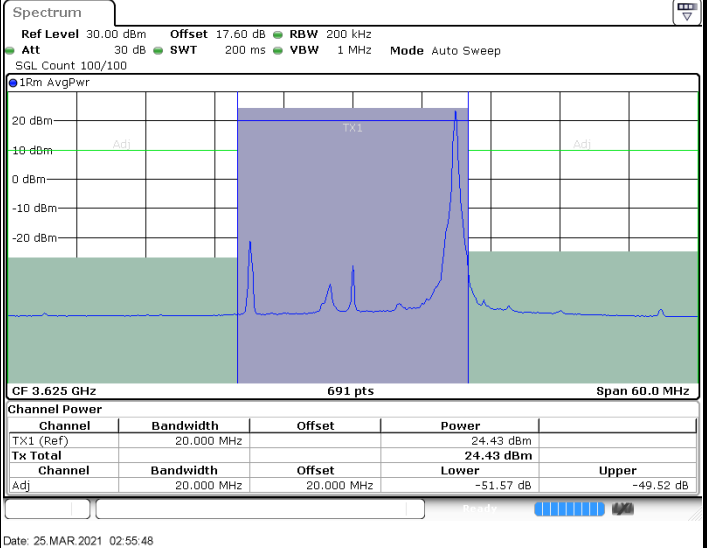 Spectrum
Ref Level 30.00 dBm Offset 17.60 dB RBW 200 kHz
Att 30 dB SWT 200 ms VBW 1 MHz Mode Auto Sweep
SGL Count 100/100
1Rm AvgPwr
TX1
20 dBm
Adj Adj
10 dBm
0 dBm
-10 dBm
-20 dBm
CF 3.625 GHz 691 pts Span 60.0 MHz
Channel Power
Channel Bandwidth Offset Power
TX1 (Ref) 20.000 MHz 24.43 dBm
Tx Total 24.43 dBm
Channel Bandwidth Offset Lower Upper
Adj 20.000 MHz 20.000 MHz -51.57 dB -49.52 dB
Ready
Date: 25.MAR.2021 02:55:48